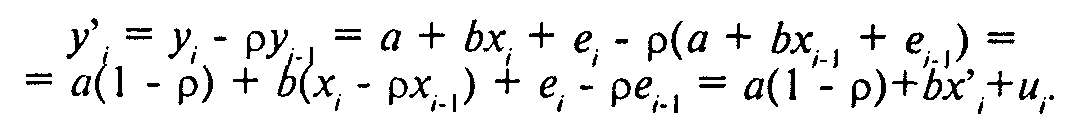 y'ᵢ = yᵢ - ρyᵢ₋₁ = a + bxᵢ + eᵢ - ρ(a + bxᵢ₋₁ + eᵢ₋₁) =
= a(1 - ρ) + b(xᵢ - ρxᵢ₋₁) + eᵢ - ρeᵢ₋₁ = a(1 - ρ)+bx'ᵢ+uᵢ.